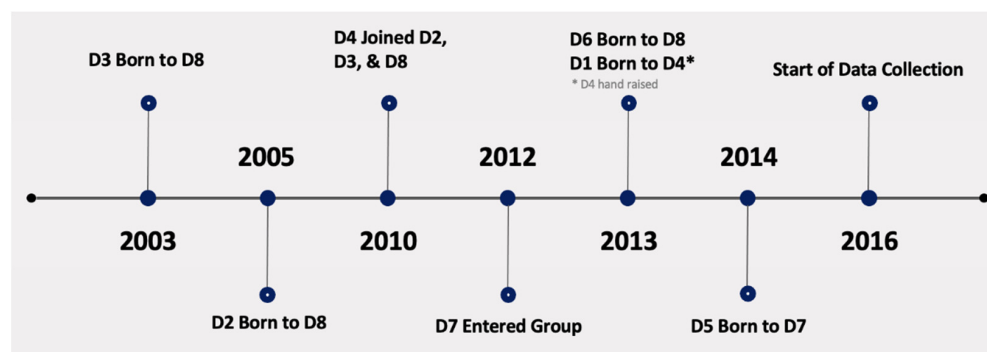 D3 Born to D8
D4 Joined D2,
D3, & D8
D6 Born to D8
D1 Born to D4*
* D4 hand raised
Start of Data Collection
2005
2012
2014
2003
2010
2013
2016
D2 Born to D8
D7 Entered Group
D5 Born to D7